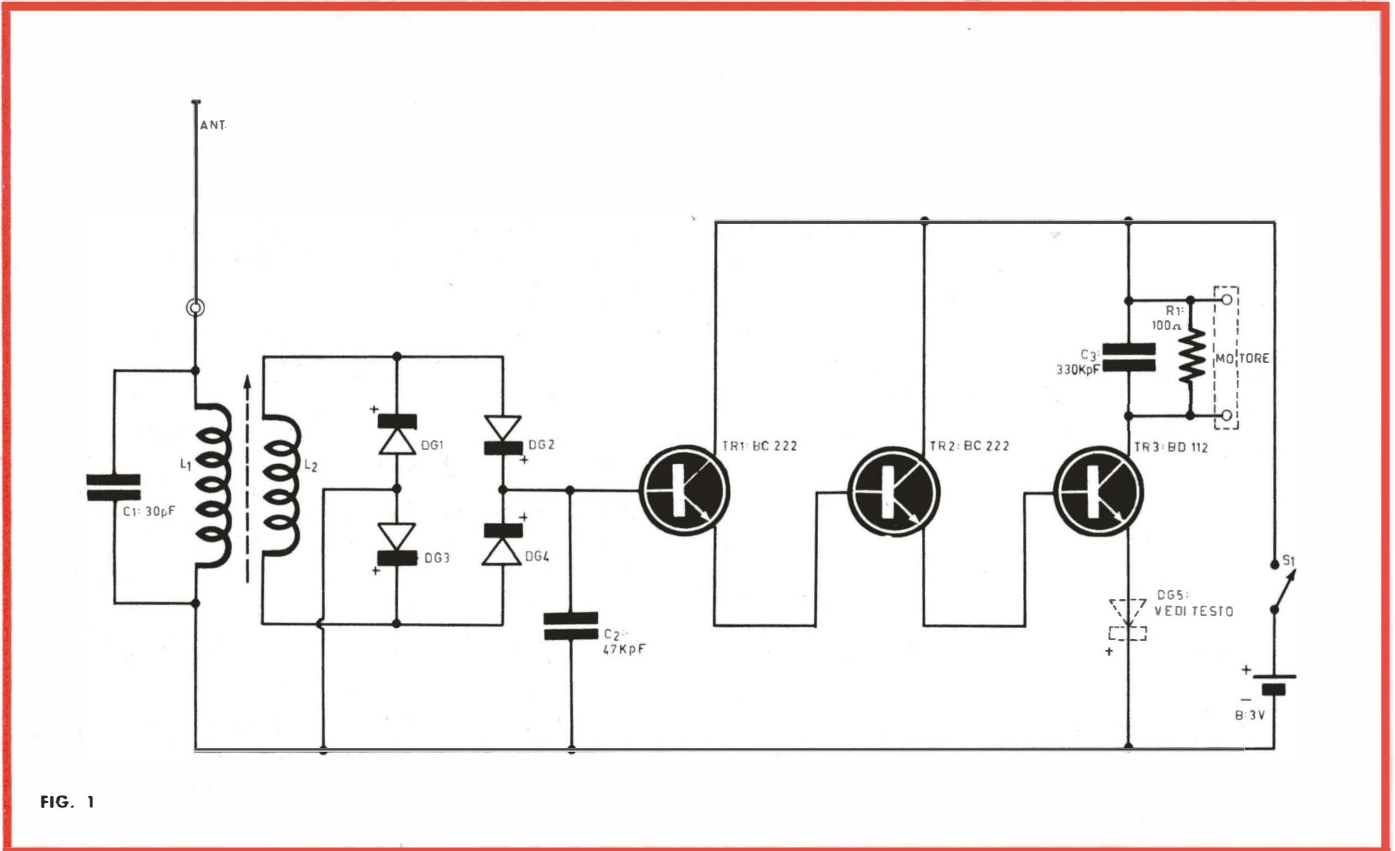 ANT.
L1
C1: 30pF
L2
DG1
+
DG2
+
DG3
+
DG4
+
C2:
47KpF
TR1: BC 222
TR2: BC 222
TR3: BD 112
C3:
330KpF
R1:
100Ω
MOTORE
DG5:
VEDI TESTO
+
S1
+
−
B: 3V
FIG. 1